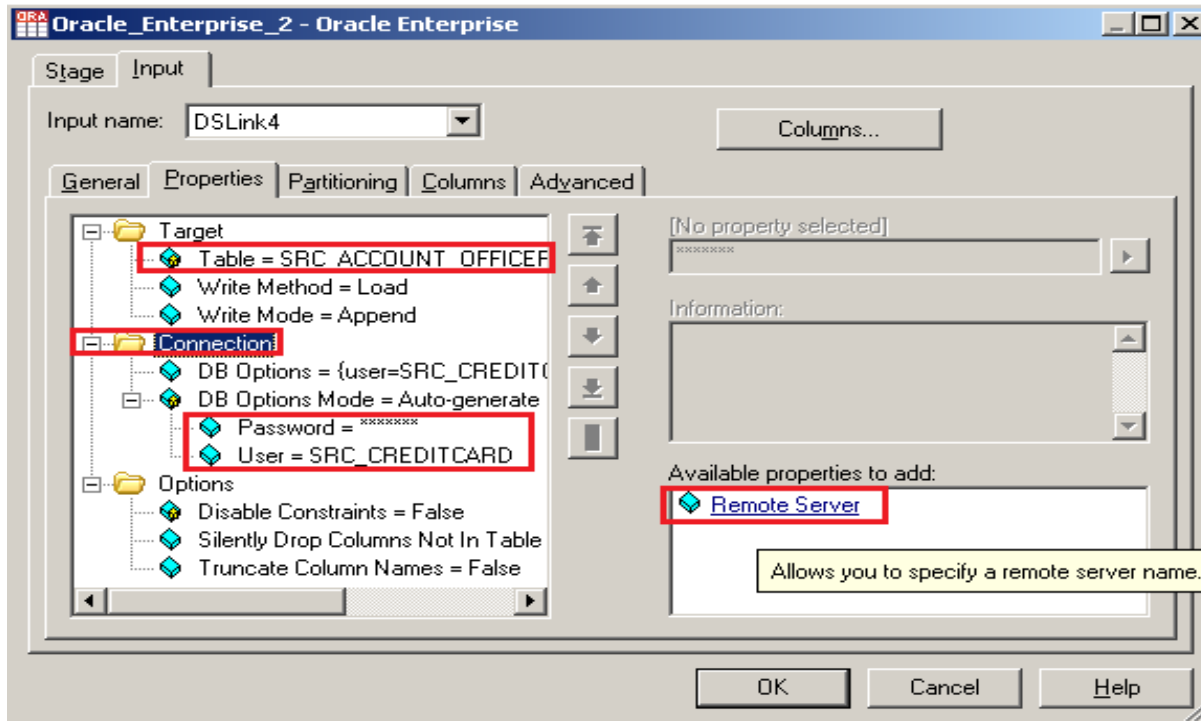 ORA
Oracle_Enterprise_2 - Oracle Enterprise
Stage Input
Input name: DSLink4
Columns...
General Properties Partitioning Columns Advanced
Target
Table = SRC_ACCOUNT_OFFICER
Write Method = Load
Write Mode = Append
Connection
DB Options = {user=SRC_CREDITC
DB Options Mode = Auto-generate
Password = *******
User = SRC_CREDITCARD
Options
Disable Constraints = False
Silently Drop Columns Not In Table
Truncate Column Names = False
[No property selected]
*******
Information:
Available properties to add:
Remote Server
Allows you to specify a remote server name.
OK Cancel Help